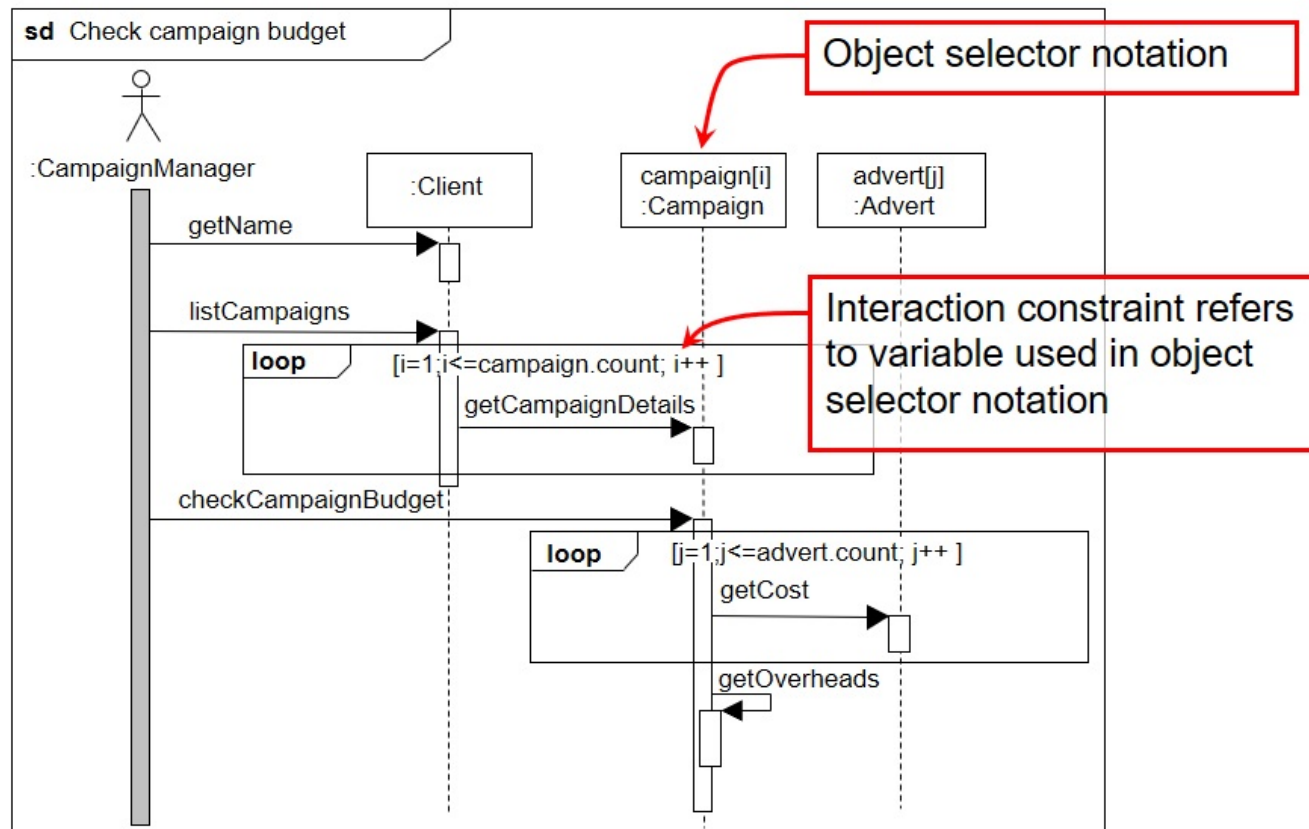 sd Check campaign budget
Object selector notation
:CampaignManager
:Client
campaign[i]
:Campaign
advert[j]
:Advert
getName
listCampaigns
Interaction constraint refers
to variable used in object
selector notation
loop [i=1;i<=campaign.count; i++ ]
getCampaignDetails
checkCampaignBudget
loop [j=1;j<=advert.count; j++ ]
getCost
getOverheads